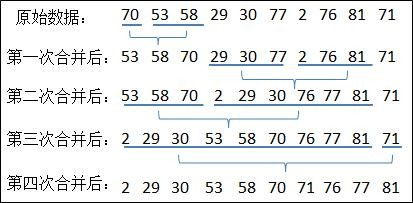 原始数据： 70 53 58 29 30 77 2 76 81 71
第一次合并后： 53 58 70 29 30 77 2 76 81 71
第二次合并后： 53 58 70 2 29 30 76 77 81 71
第三次合并后： 2 29 30 53 58 70 76 77 81 71
第四次合并后： 2 29 30 53 58 70 71 76 77 81